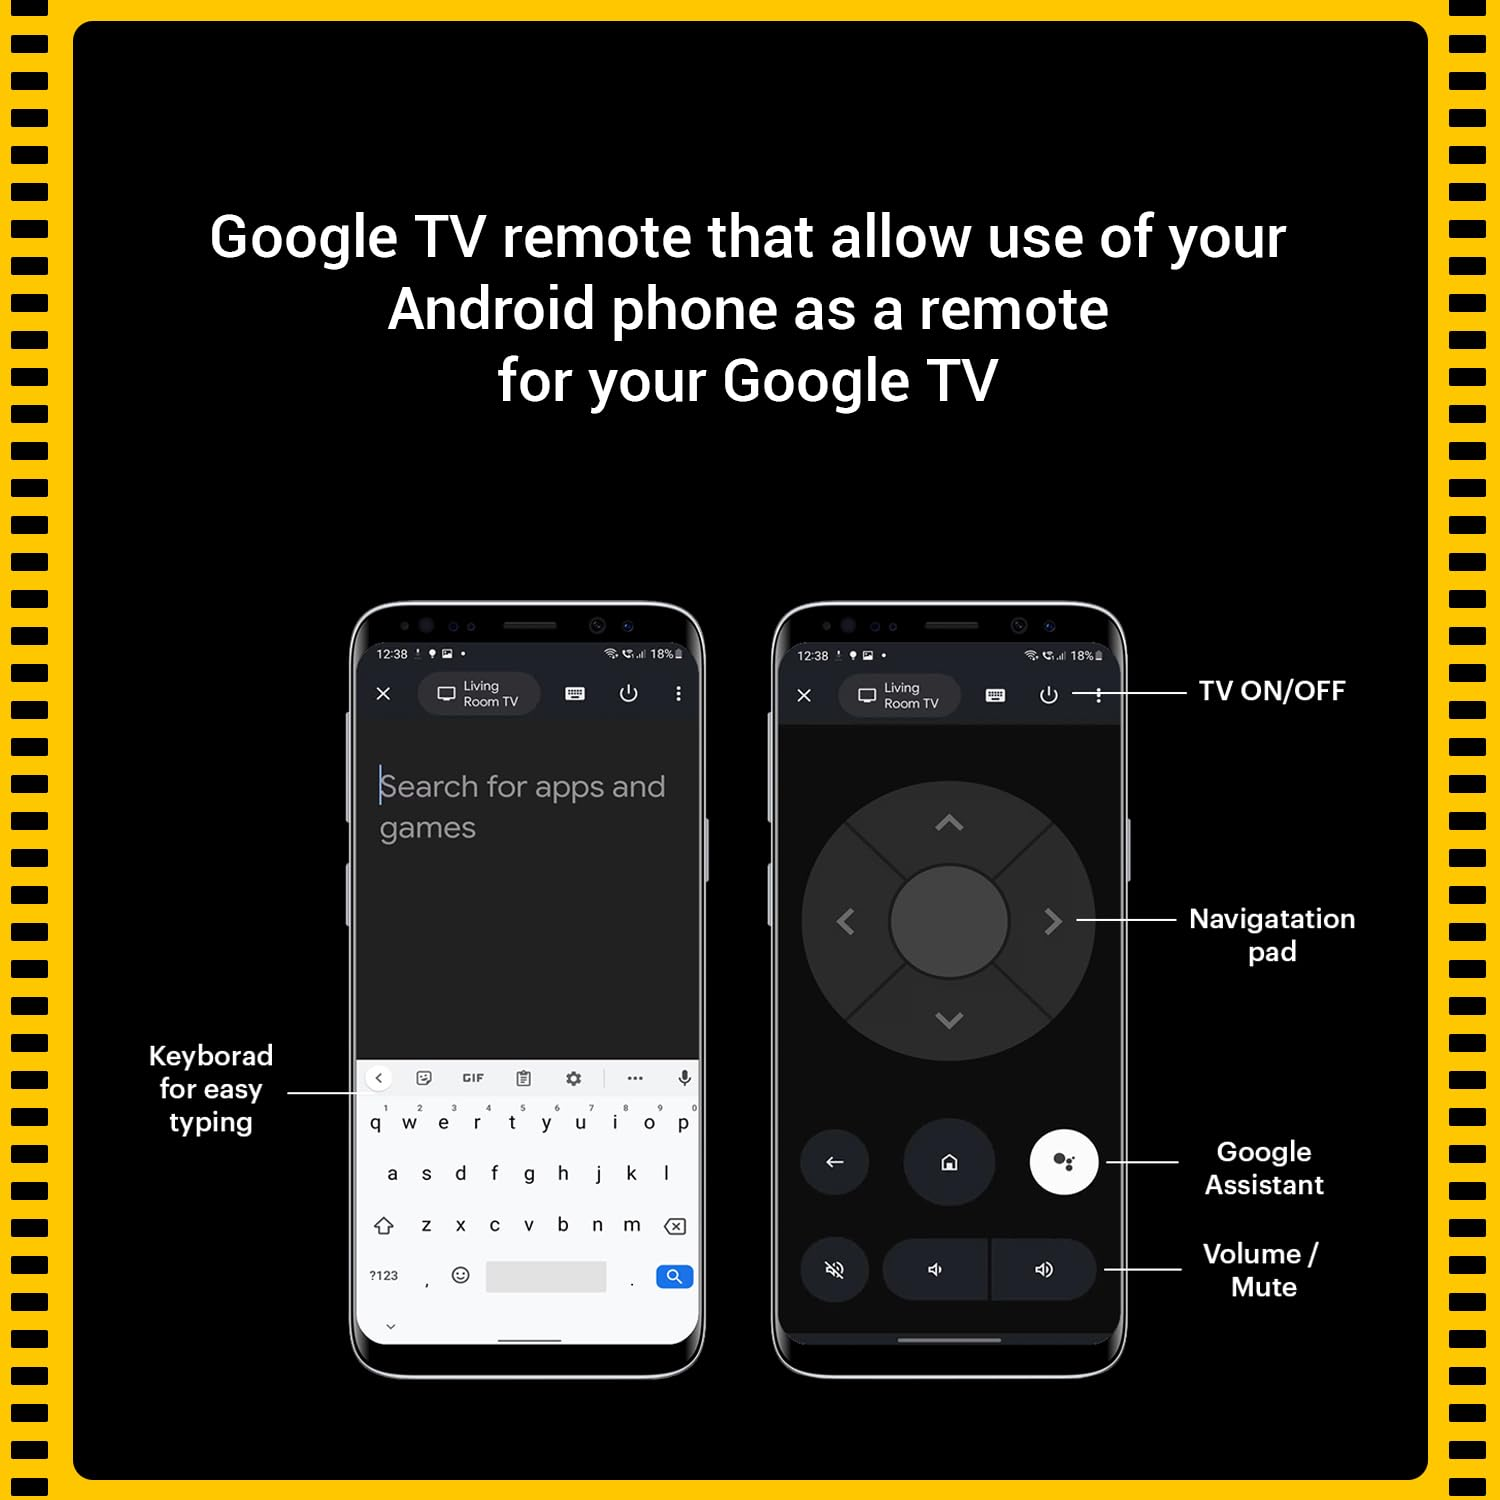 Google TV remote that allow use of your
Android phone as a remote
for your Google TV
12:38
18%
Living
Room TV
Search for apps and
games
Keyborad
for easy
typing
GIF
1 2 3 4 5 6 7 8 9 0
q w e r t y u i o p
a s d f g h j k l
z x c v b n m
?123 , .
12:38
18%
Living
Room TV
TV ON/OFF
Navigatation
pad
Google
Assistant
Volume /
Mute